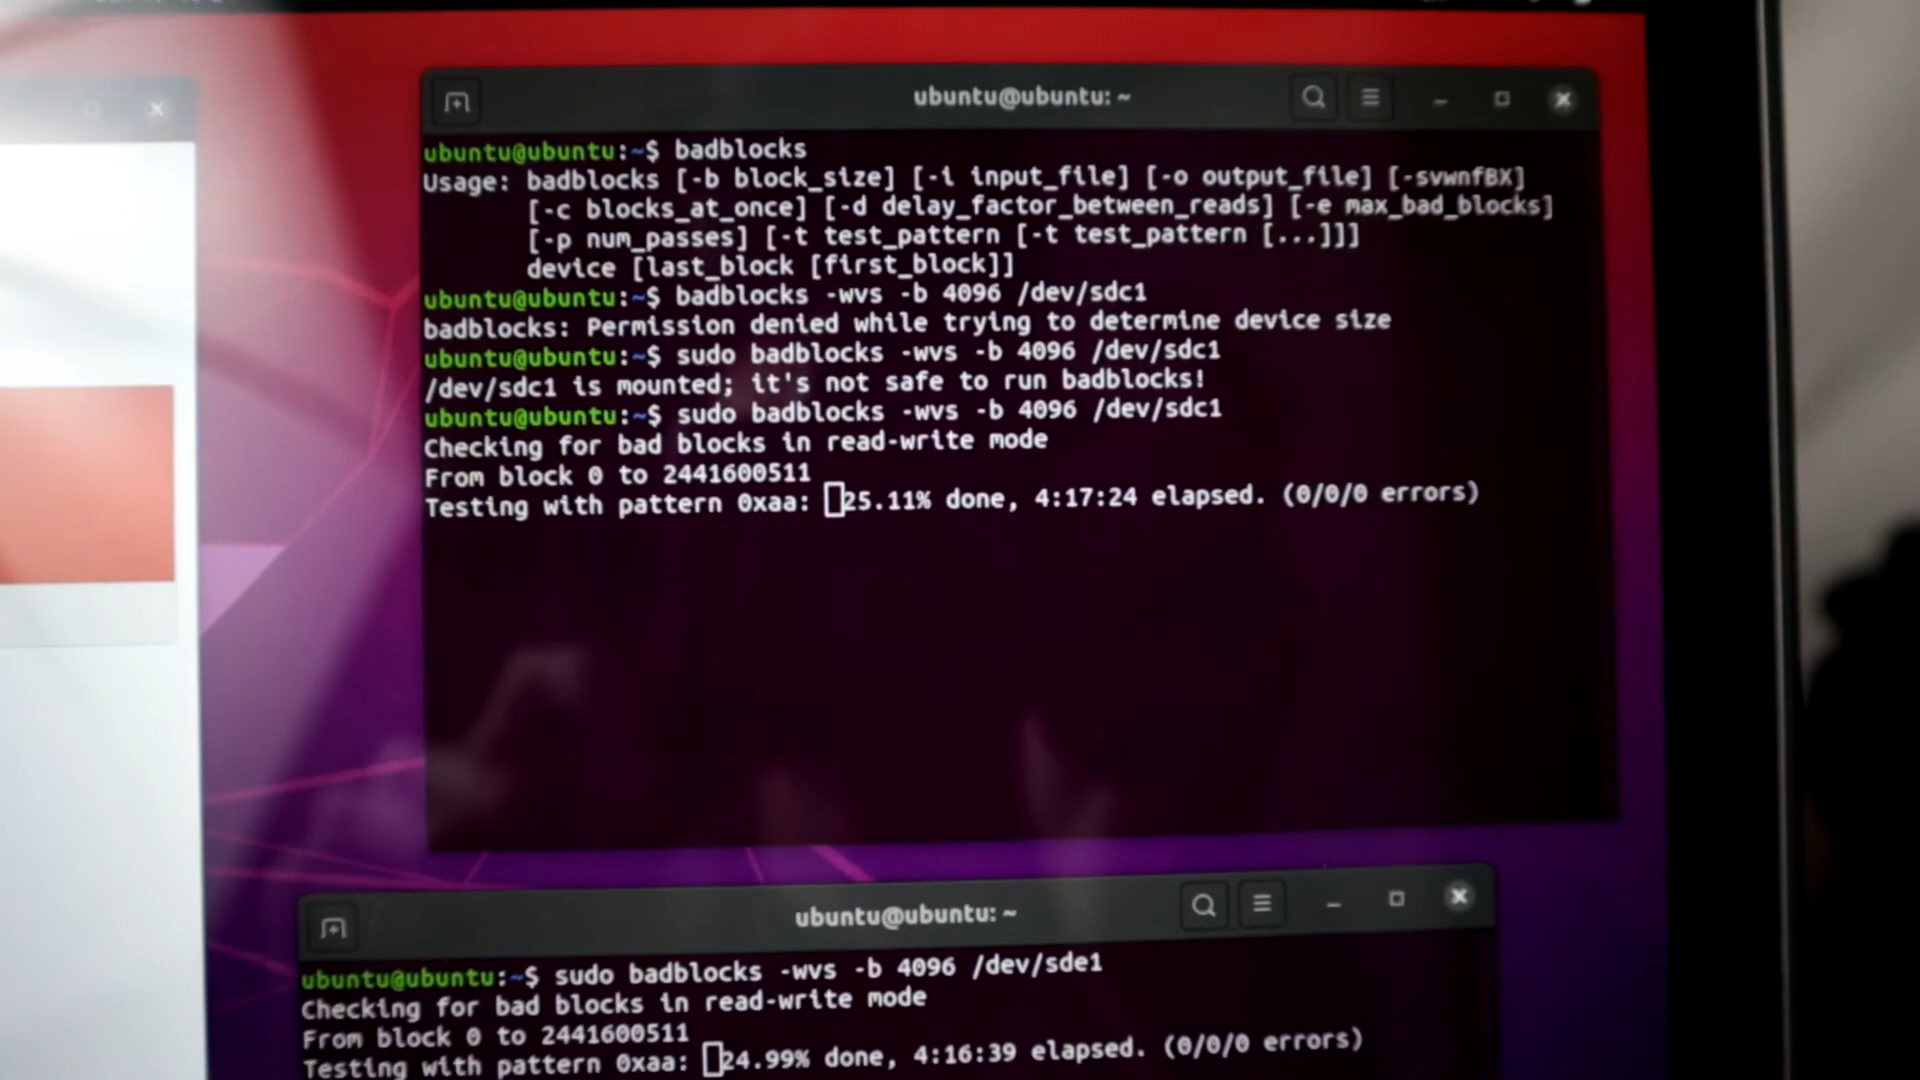 ubuntu@ubuntu: ~
ubuntu@ubuntu:~$ badblocks
Usage: badblocks [-b block_size] [-i input_file] [-o output_file] [-svwnfBX]
[-c blocks_at_once] [-d delay_factor_between_reads] [-e max_bad_blocks]
[-p num_passes] [-t test_pattern [-t test_pattern [...]]]
device [last_block [first_block]]
ubuntu@ubuntu:~$ badblocks -wvs -b 4096 /dev/sdc1
badblocks: Permission denied while trying to determine device size
ubuntu@ubuntu:~$ sudo badblocks -wvs -b 4096 /dev/sdc1
/dev/sdc1 is mounted; it's not safe to run badblocks!
ubuntu@ubuntu:~$ sudo badblocks -wvs -b 4096 /dev/sdc1
Checking for bad blocks in read-write mode
From block 0 to 2441600511
Testing with pattern 0xaa: 25.11% done, 4:17:24 elapsed. (0/0/0 errors)
ubuntu@ubuntu: ~
ubuntu@ubuntu:~$ sudo badblocks -wvs -b 4096 /dev/sde1
Checking for bad blocks in read-write mode
From block 0 to 2441600511
Testing with pattern 0xaa: 24.99% done, 4:16:39 elapsed. (0/0/0 errors)